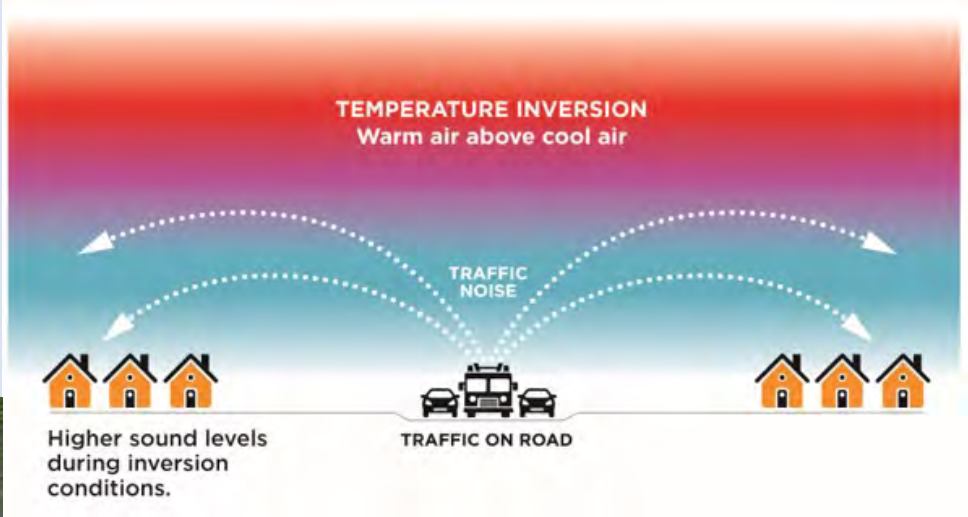 TEMPERATURE INVERSION
Warm air above cool air
TRAFFIC
NOISE
TRAFFIC ON ROAD
Higher sound levels
during inversion
conditions.